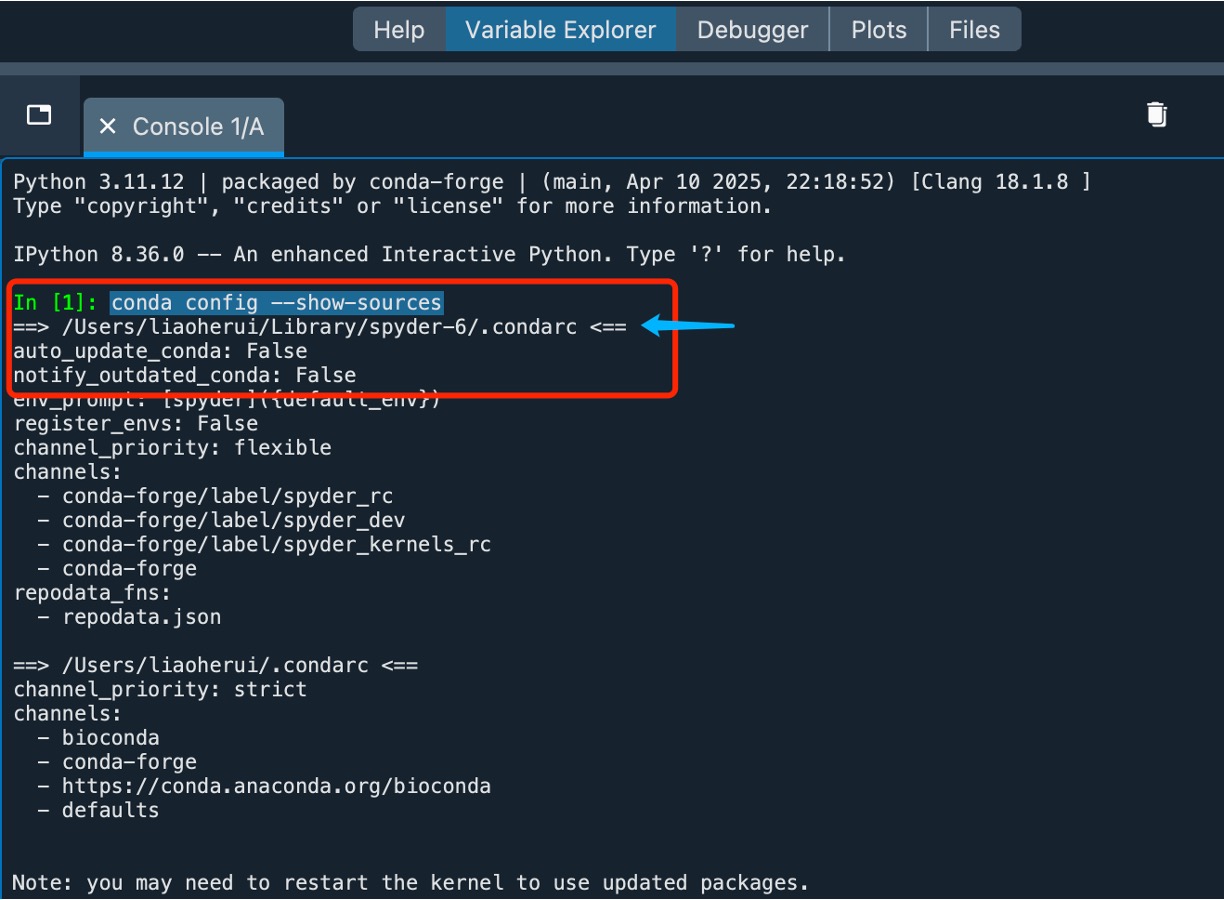 Help Variable Explorer Debugger Plots Files
Console 1/A
Python 3.11.12 | packaged by conda-forge | (main, Apr 10 2025, 22:18:52) [Clang 18.1.8 ]
Type "copyright", "credits" or "license" for more information.
IPython 8.36.0 -- An enhanced Interactive Python. Type '?' for help.
In [1]: conda config --show-sources
==> /Users/liaoherui/Library/spyder-6/.condarc <==
auto_update_conda: False
notify_outdated_conda: False
env_prompt: [spyder]({default_env})
register_envs: False
channel_priority: flexible
channels:
  - conda-forge/label/spyder_rc
  - conda-forge/label/spyder_dev
  - conda-forge/label/spyder_kernels_rc
  - conda-forge
repodata_fns:
  - repodata.json
==> /Users/liaoherui/.condarc <==
channel_priority: strict
channels:
  - bioconda
  - conda-forge
  - https://conda.anaconda.org/bioconda
  - defaults
Note: you may need to restart the kernel to use updated packages.